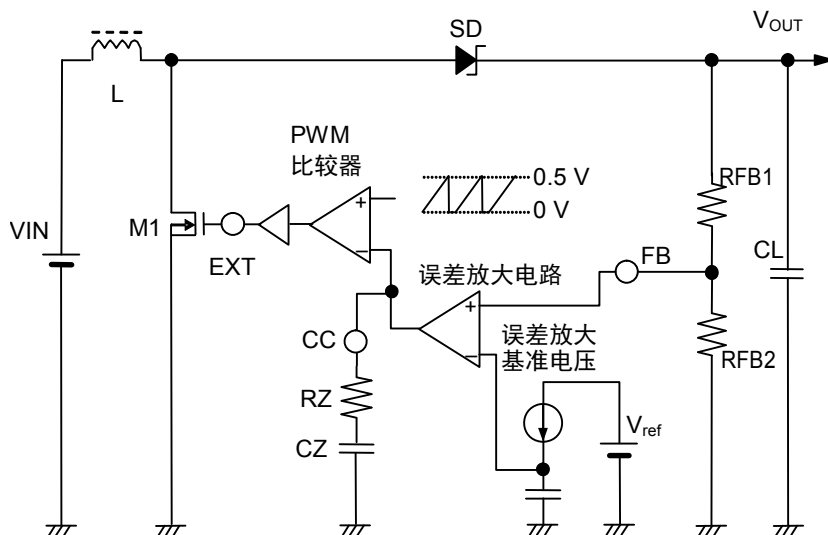 SD
VOUT
L
PWM
比较器
0.5 V
0 V
RFB1
VIN
M1
EXT
+
−
误差放大电路
FB
CL
CC
+
−
误差放大
基准电压
RFB2
RZ
CZ
Vref